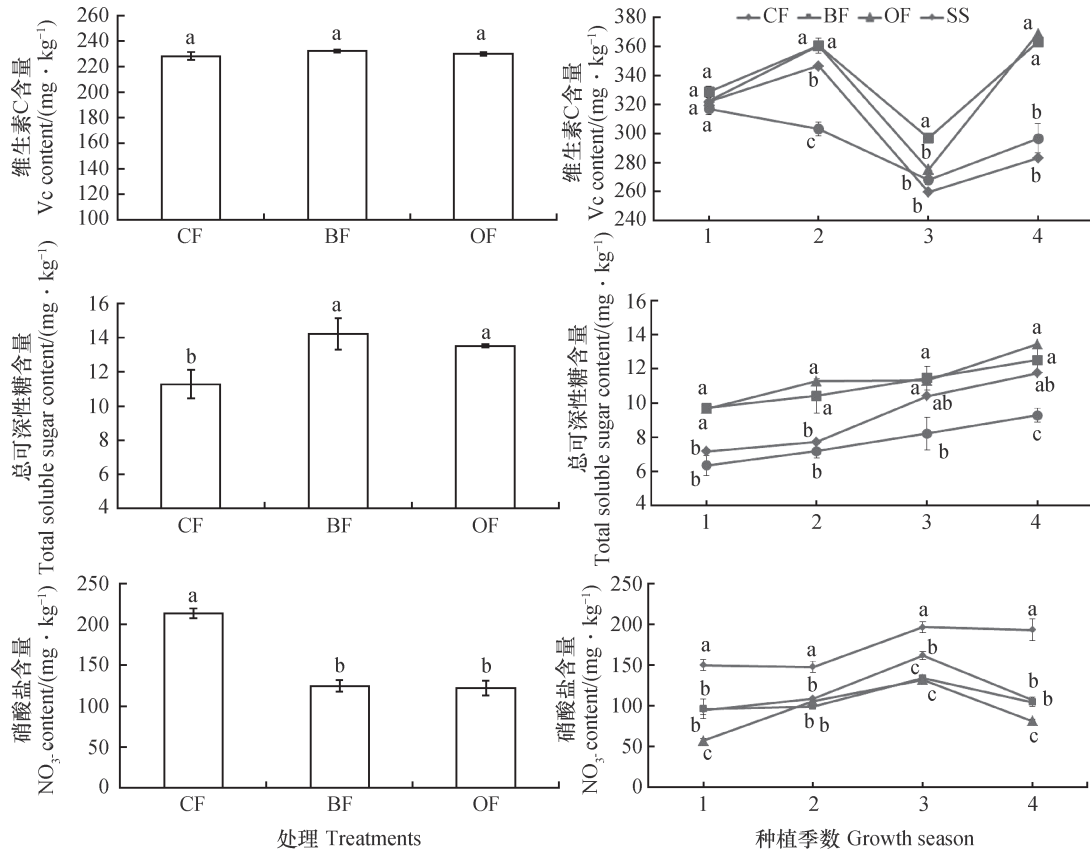 维生素C含量
Vc content/(mg·kg⁻¹)
260
240
220
200
180
160
140
120
100
a
a
a
CF
BF
OF
维生素C含量
Vc content/(mg·kg⁻¹)
CF BF OF SS
380
360
340
320
300
280
260
240
a
a
a
a
a
a
b
c
a
b
b
b
a
a
b
b
1
2
3
4
总可深性糖含量
Total soluble sugar content/(mg·kg⁻¹)
16
14
12
10
8
6
4
b
a
a
CF
BF
OF
总可深性糖含量
Total soluble sugar content/(mg·kg⁻¹)
16
14
12
10
8
6
4
a
a
b
b
a
a
b
b
a
a
ab
b
a
a
ab
c
1
2
3
4
硝酸盐含量
NO₃- content/(mg·kg⁻¹)
250
200
150
100
50
0
a
b
b
CF
BF
OF
处理 Treatments
硝酸盐含量
NO₃- content/(mg·kg⁻¹)
250
200
150
100
50
0
a
b
b
c
a
b
b
b
a
b
c
c
a
b
b
c
1
2
3
4
种植季数 Growth season